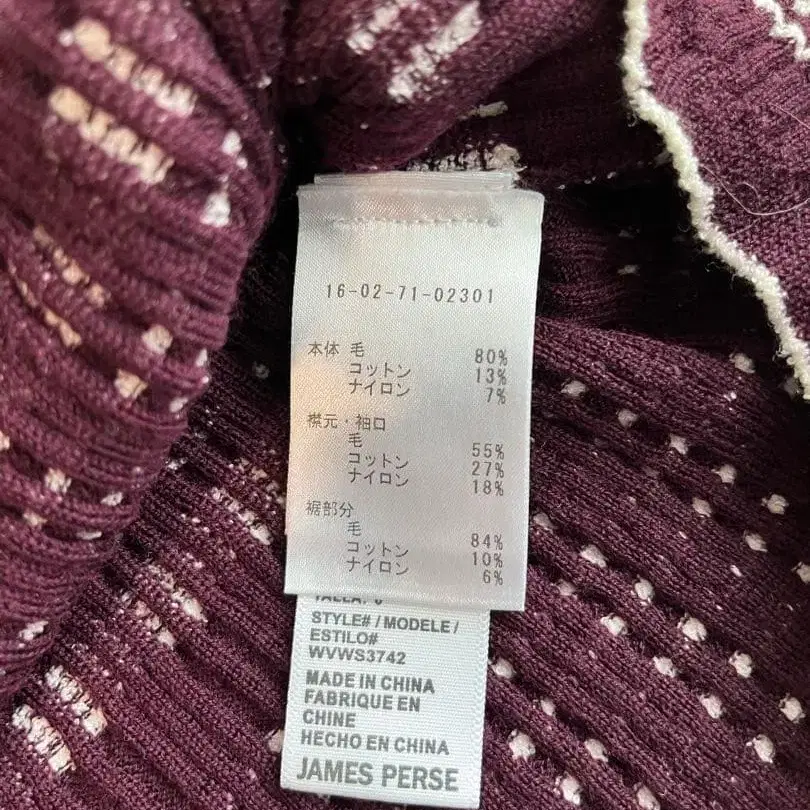 16-02-71-02301
本体 毛 80%
コットン 13%
ナイロン 7%
襟元・袖口
毛 55%
コットン 27%
ナイロン 18%
裾部分
毛 84%
コットン 10%
ナイロン 6%
STYLE# / MODELE /
ESTILO#
WVWS3742
MADE IN CHINA
FABRIQUE EN
CHINE
HECHO EN CHINA
JAMES PERSE